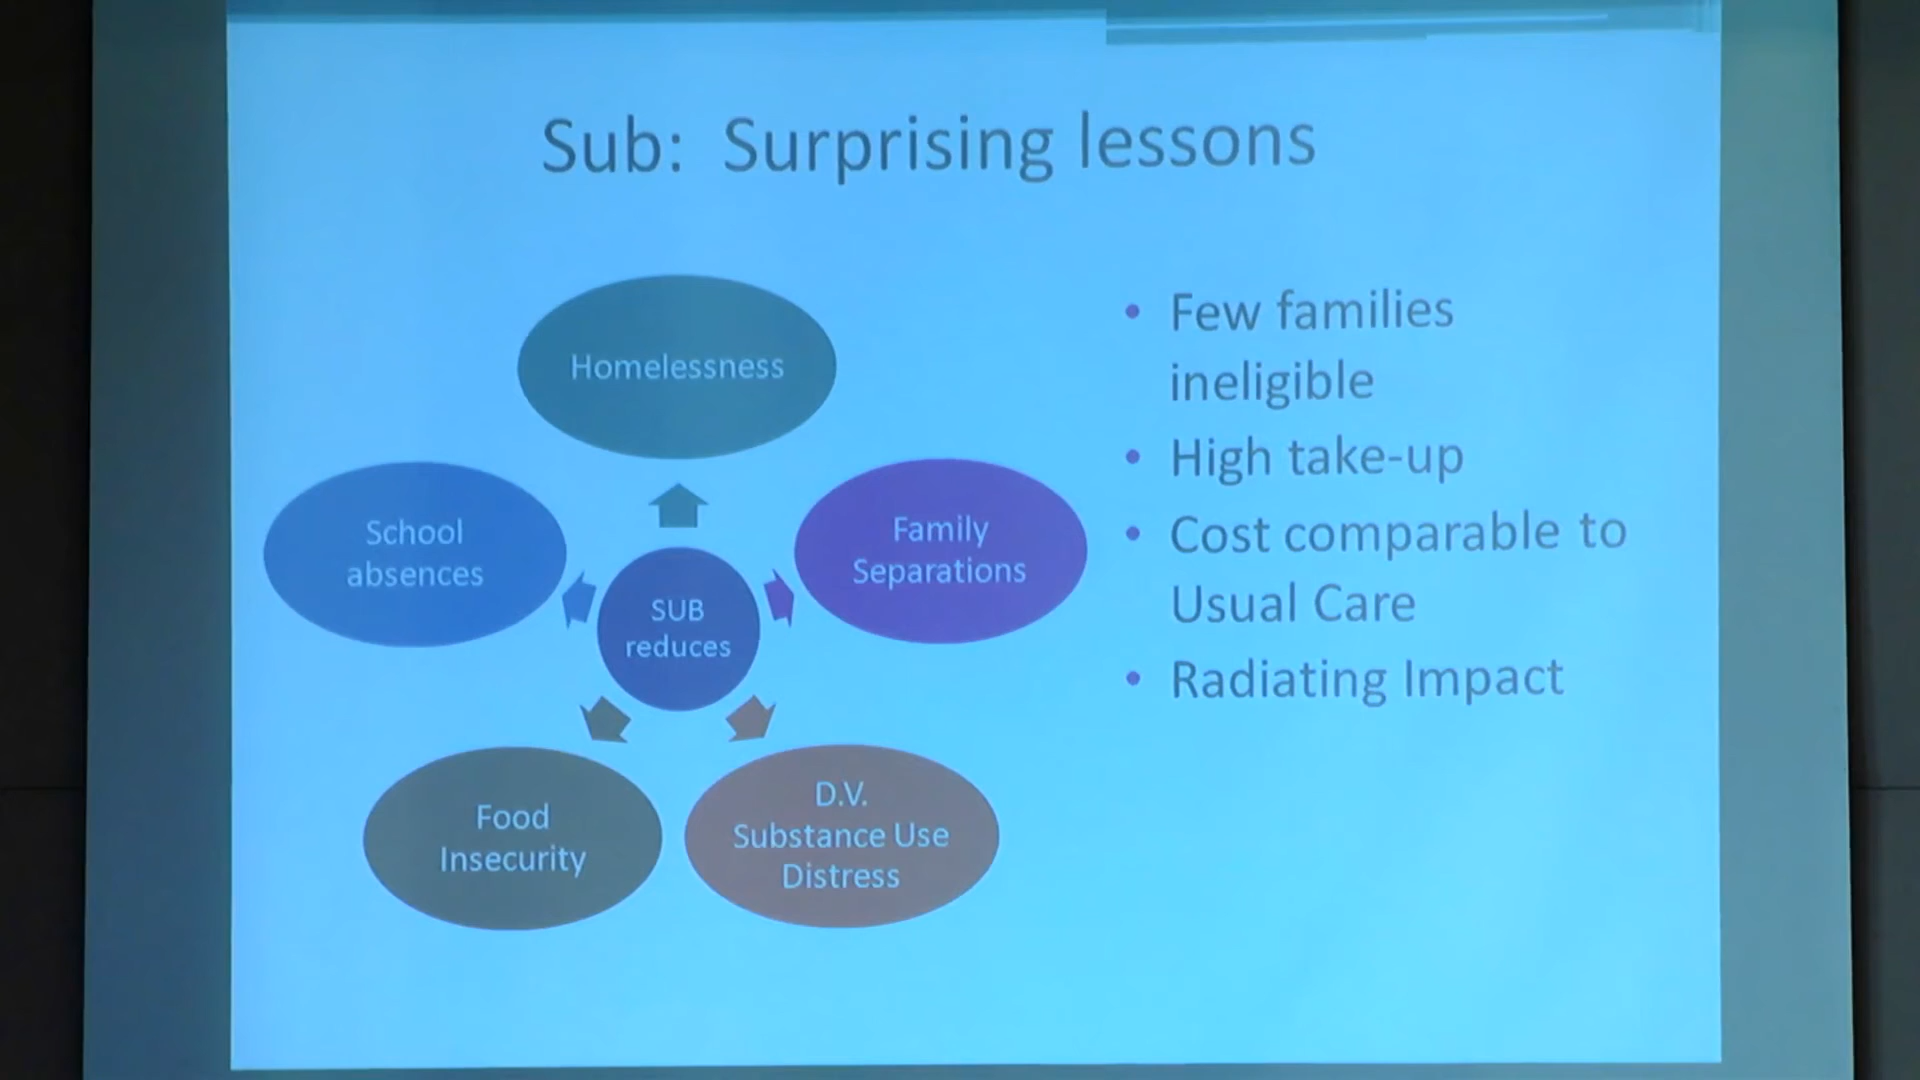 Sub: Surprising lessons
Homelessness
School
absences
Family
Separations
SUB
reduces
Food
Insecurity
D.V.
Substance Use
Distress
• Few families
ineligible
• High take-up
• Cost comparable to
Usual Care
• Radiating Impact